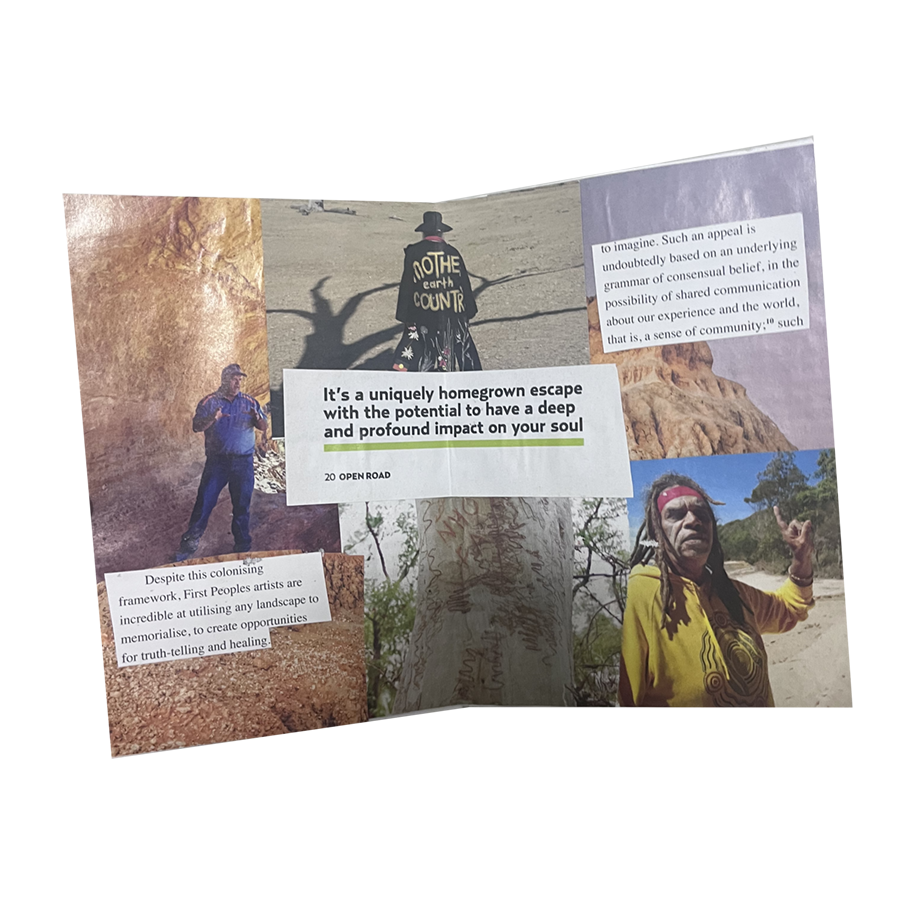 MOTHE
earth
COUNTR
to imagine. Such an appeal is
undoubtedly based on an underlying
grammar of consensual belief, in the
possibility of shared communication
about our experience and the world,
that is, a sense of community;¹⁰ such
It's a uniquely homegrown escape
with the potential to have a deep
and profound impact on your soul
20 OPEN ROAD
Despite this colonising
framework, First Peoples artists are
incredible at utilising any landscape to
memorialise, to create opportunities
for truth-telling and healing.